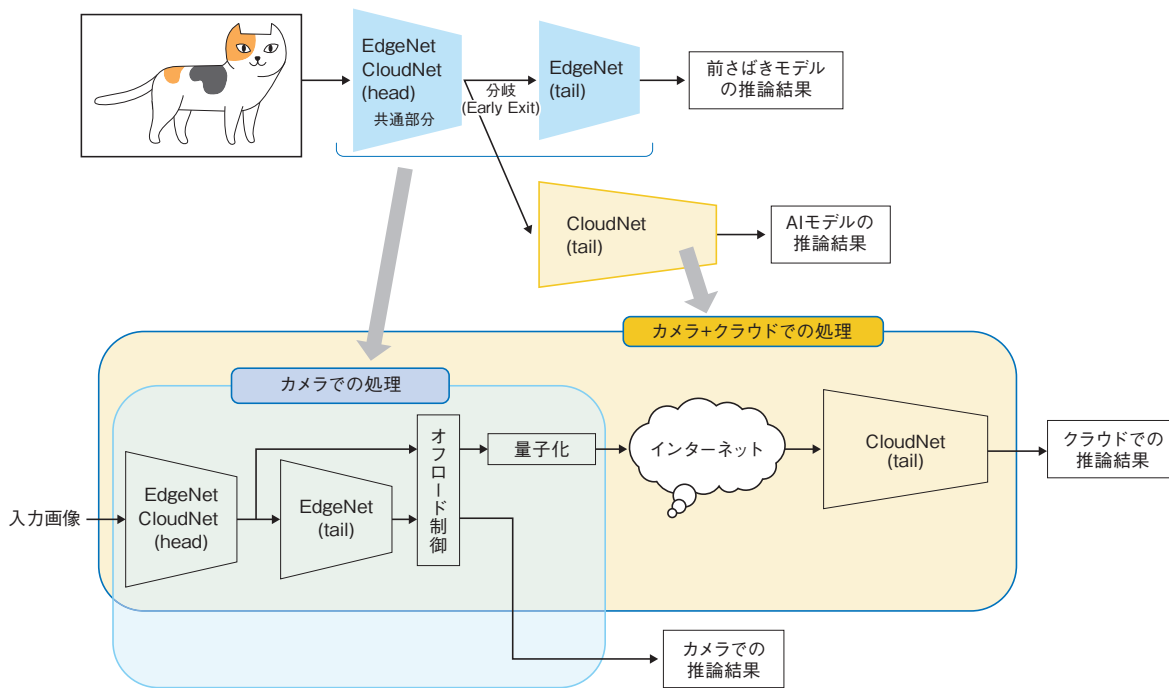 EdgeNet
CloudNet
(head)
共通部分
分岐
(Early Exit)
EdgeNet
(tail)
前さばきモデル
の推論結果
CloudNet
(tail)
AIモデルの
推論結果
カメラ+クラウドでの処理
カメラでの処理
入力画像
EdgeNet
CloudNet
(head)
EdgeNet
(tail)
オフロード制御
量子化
インターネット
CloudNet
(tail)
クラウドでの
推論結果
カメラでの
推論結果